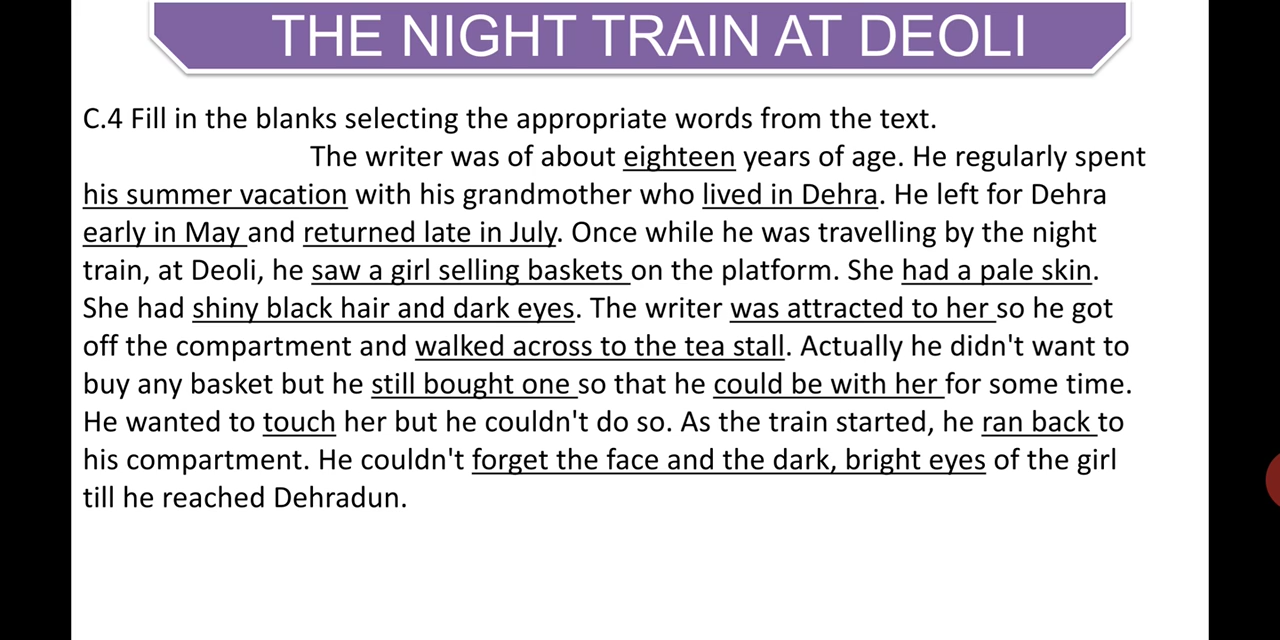 THE NIGHT TRAIN AT DEOLI
C.4 Fill in the blanks selecting the appropriate words from the text.
The writer was of about eighteen years of age. He regularly spent
his summer vacation with his grandmother who lived in Dehra. He left for Dehra
early in May and returned late in July. Once while he was travelling by the night
train, at Deoli, he saw a girl selling baskets on the platform. She had a pale skin.
She had shiny black hair and dark eyes. The writer was attracted to her so he got
off the compartment and walked across to the tea stall. Actually he didn't want to
buy any basket but he still bought one so that he could be with her for some time.
He wanted to touch her but he couldn't do so. As the train started, he ran back to
his compartment. He couldn't forget the face and the dark, bright eyes of the girl
till he reached Dehradun.